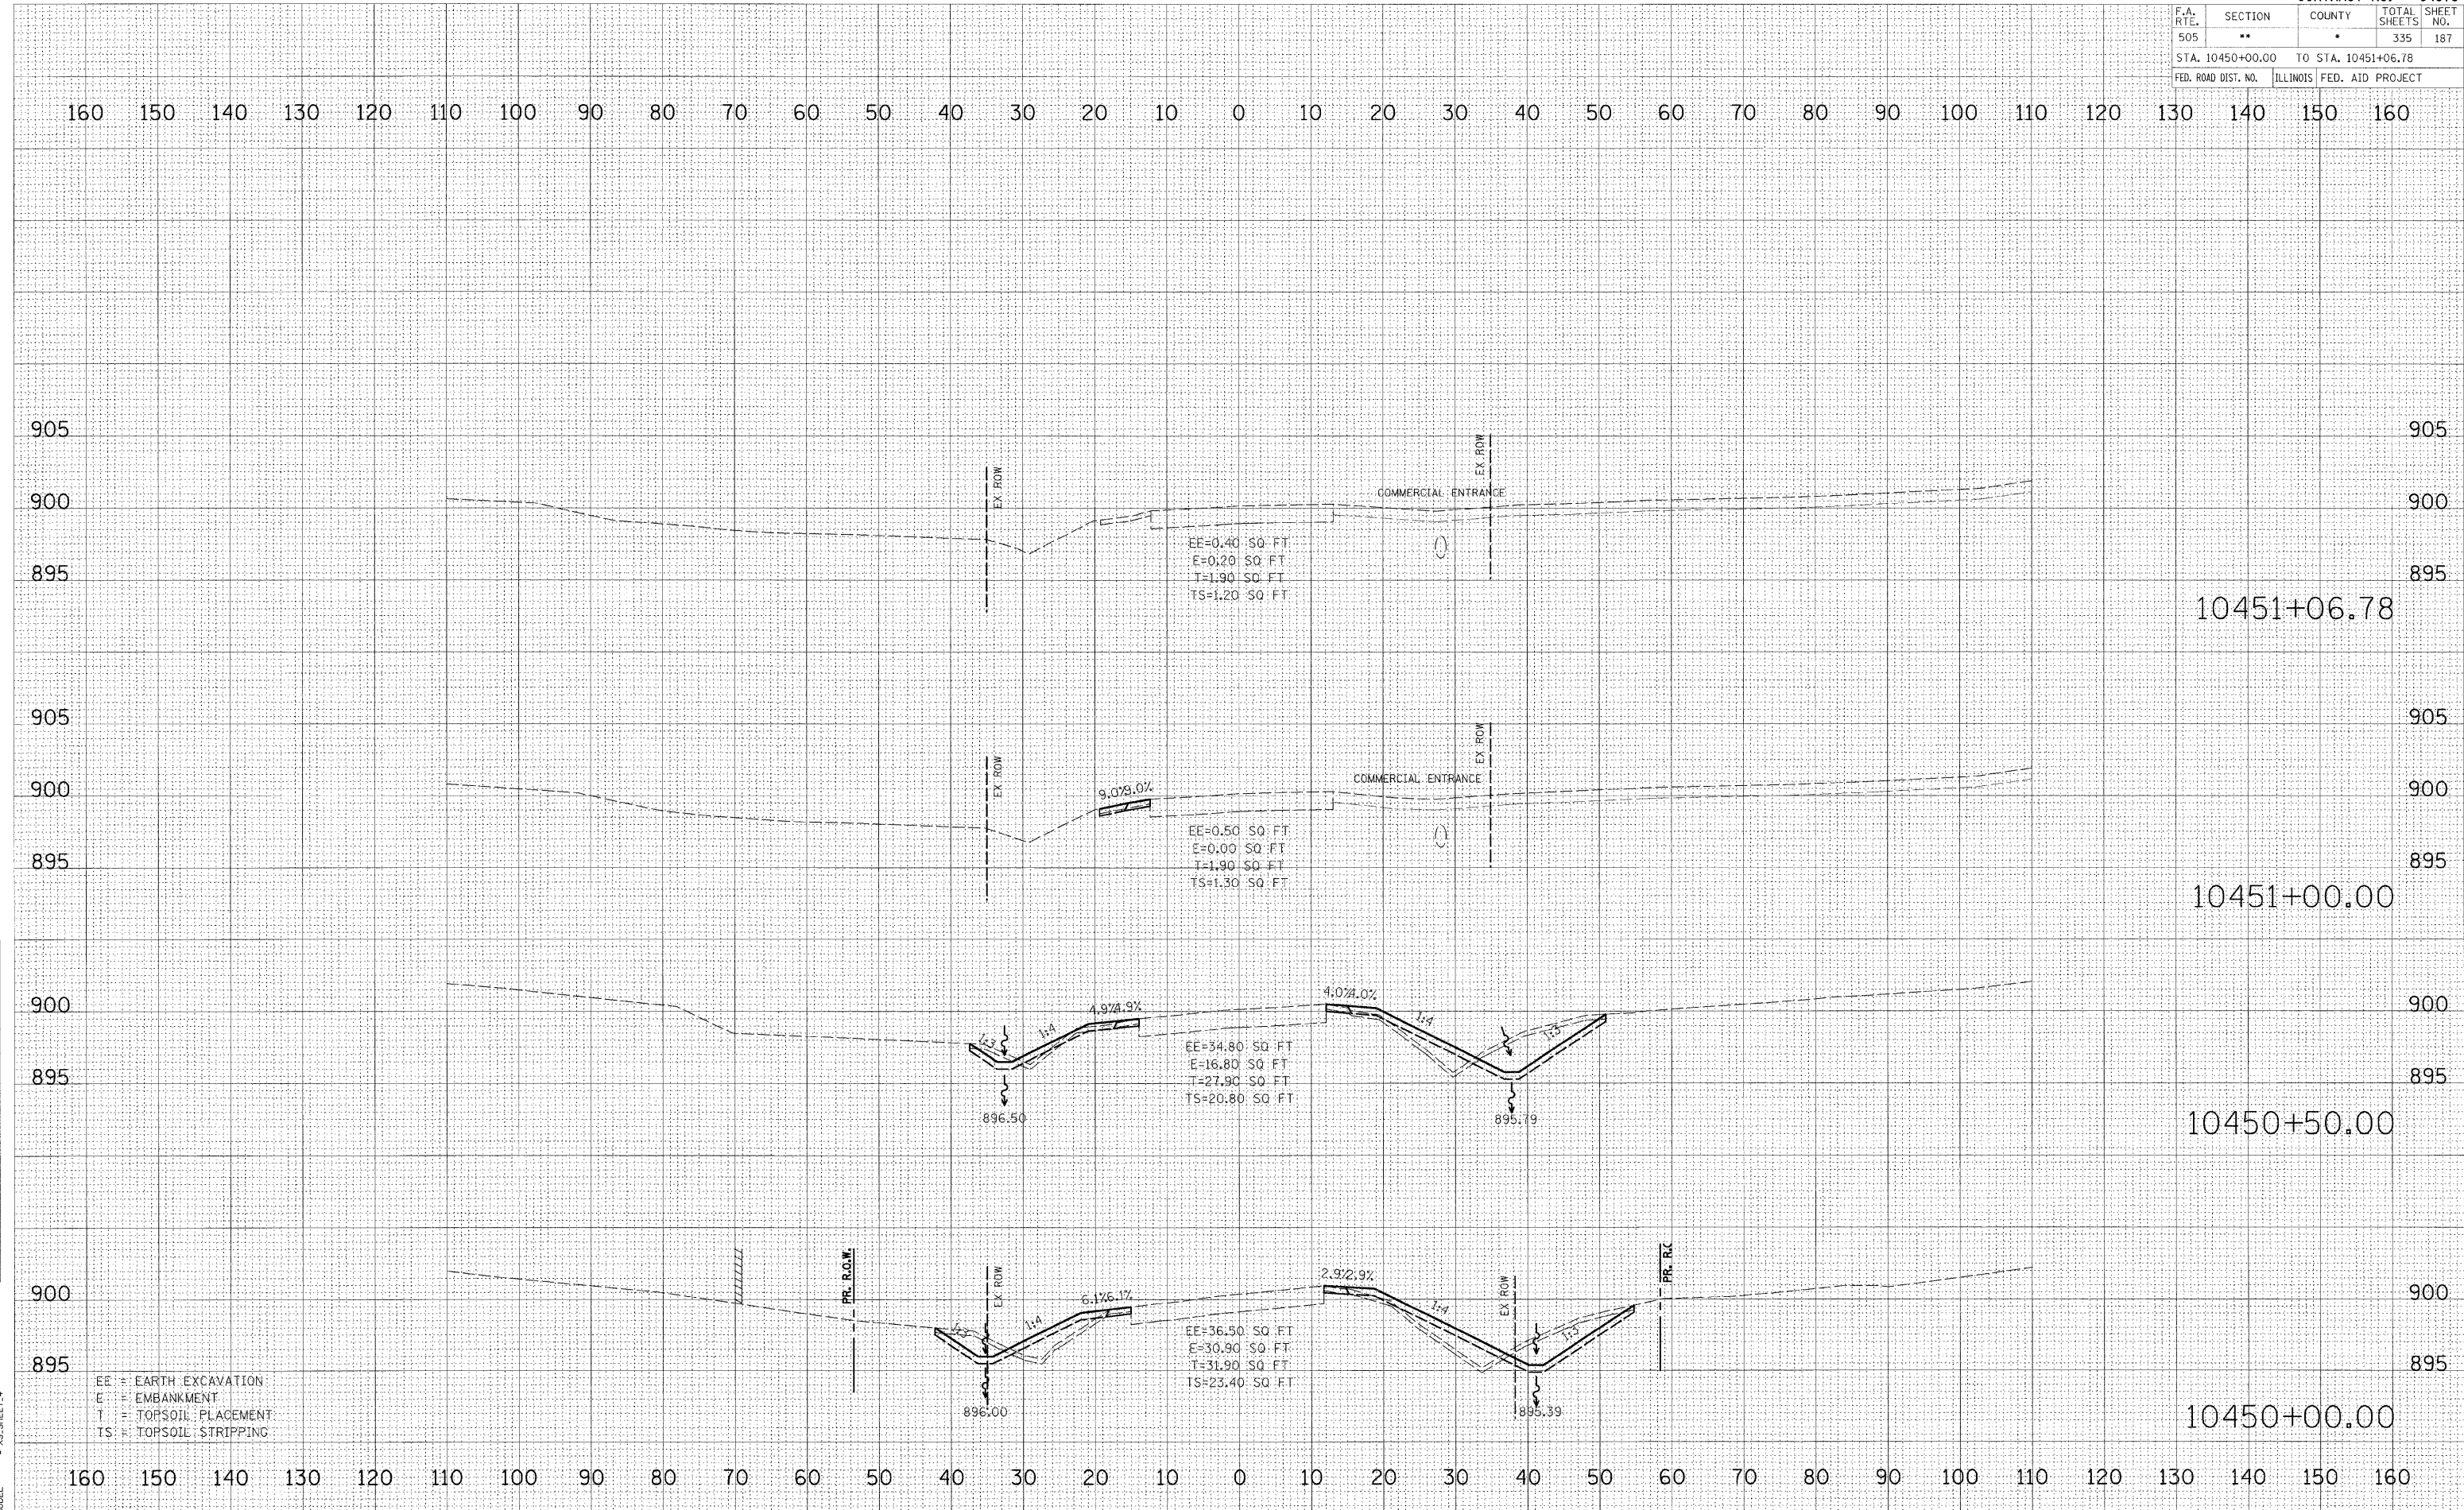 F.A. RTE. SECTION COUNTY TOTAL SHEETS SHEET NO.
505 ** * 335 187
STA. 10450+00.00 TO STA. 10451+06.78
FED. ROAD DIST. NO. ILLINOIS FED. AID PROJECT
160 150 140 130 120 110 100 90 80 70 60 50 40 30 20 10 0 10 20 30 40 50 60 70 80 90 100 110 120 130 140 150 160
905 905
EX ROW
EX ROW
COMMERCIAL ENTRANCE
900 900
EE=0.40 SQ FT
E=0.20 SQ FT
T=1.90 SQ FT
TS=1.20 SQ FT
895 895
10451+06.78
905 905
EX ROW
EX ROW
COMMERCIAL ENTRANCE
9.0% 9.0%
900 900
EE=0.50 SQ FT
E=0.00 SQ FT
T=1.90 SQ FT
TS=1.30 SQ FT
895 895
10451+00.00
900 900
1:3 1:4 4.9% 4.9% 4.0% 4.0% 1:4 1:3
EE=34.80 SQ FT
E=16.80 SQ FT
T=27.90 SQ FT
TS=20.80 SQ FT
895 895
896.50 895.79
10450+50.00
PR. R.O.W.
EX ROW
EX ROW
900 900
1:3 1:4 6.1% 6.1% 2.9% 2.9% 1:4 1:3
EE=36.50 SQ FT
E=30.90 SQ FT
T=31.90 SQ FT
TS=23.40 SQ FT
895 895
896.00 895.39
10450+00.00
EE = EARTH EXCAVATION
E = EMBANKMENT
T = TOPSOIL PLACEMENT
TS = TOPSOIL STRIPPING
160 150 140 130 120 110 100 90 80 70 60 50 40 30 20 10 0 10 20 30 40 50 60 70 80 90 100 110 120 130 140 150 160